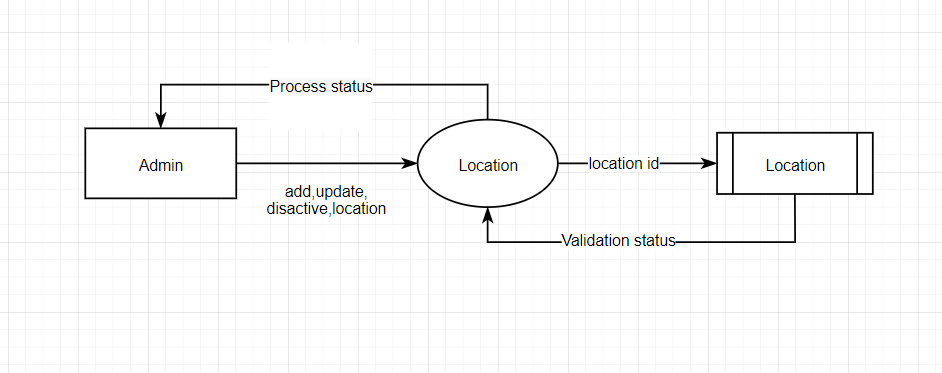 Process status
Admin
add,update,
disactive,location
Location
location id
Location
Validation status